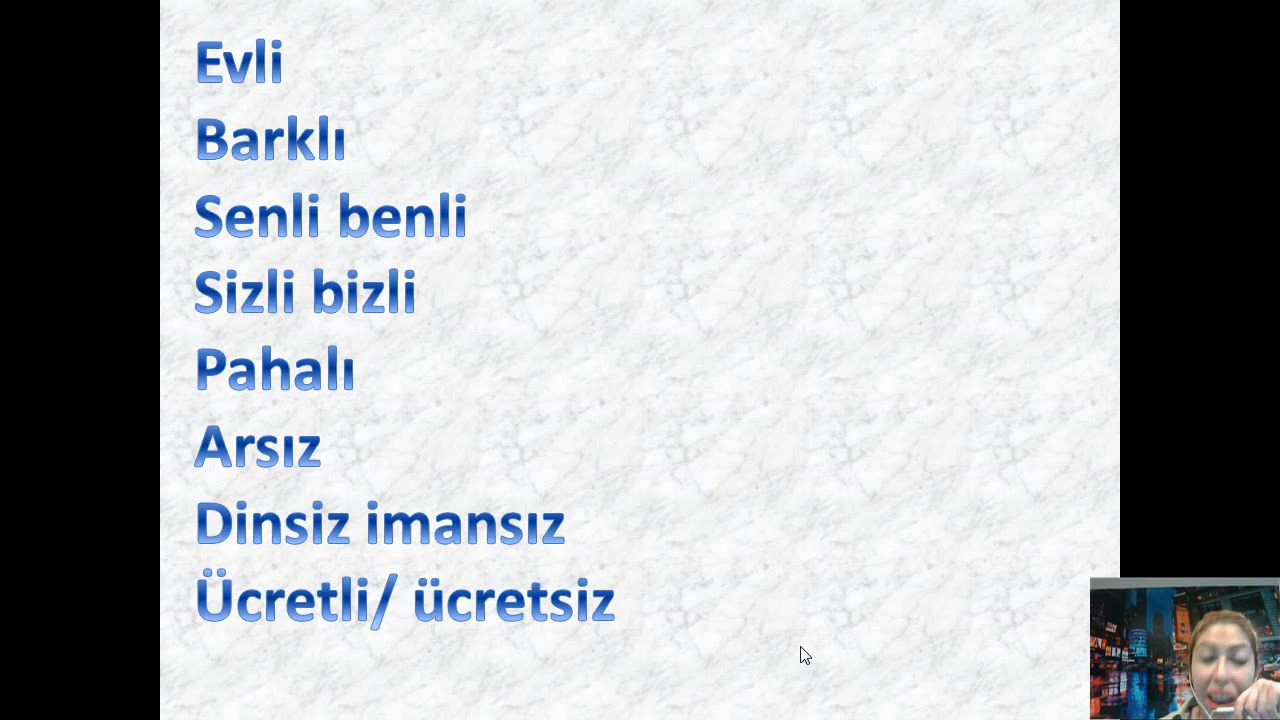 Evli
Barklı
Senli benli
Sizli bizli
Pahalı
Arsız
Dinsiz imansız
Ücretli/ ücretsiz